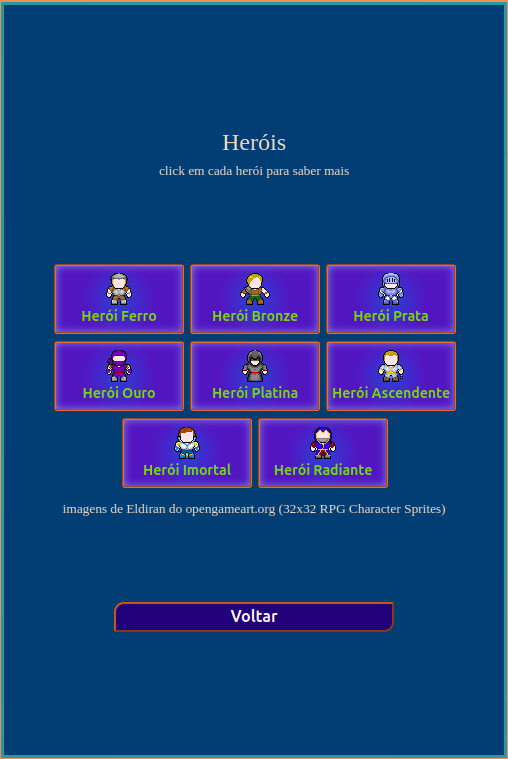 Heróis
click em cada herói para saber mais
Herói Ferro
Herói Bronze
Herói Prata
Herói Ouro
Herói Platina
Herói Ascendente
Herói Imortal
Herói Radiante
imagens de Eldiran do opengameart.org (32x32 RPG Character Sprites)
Voltar